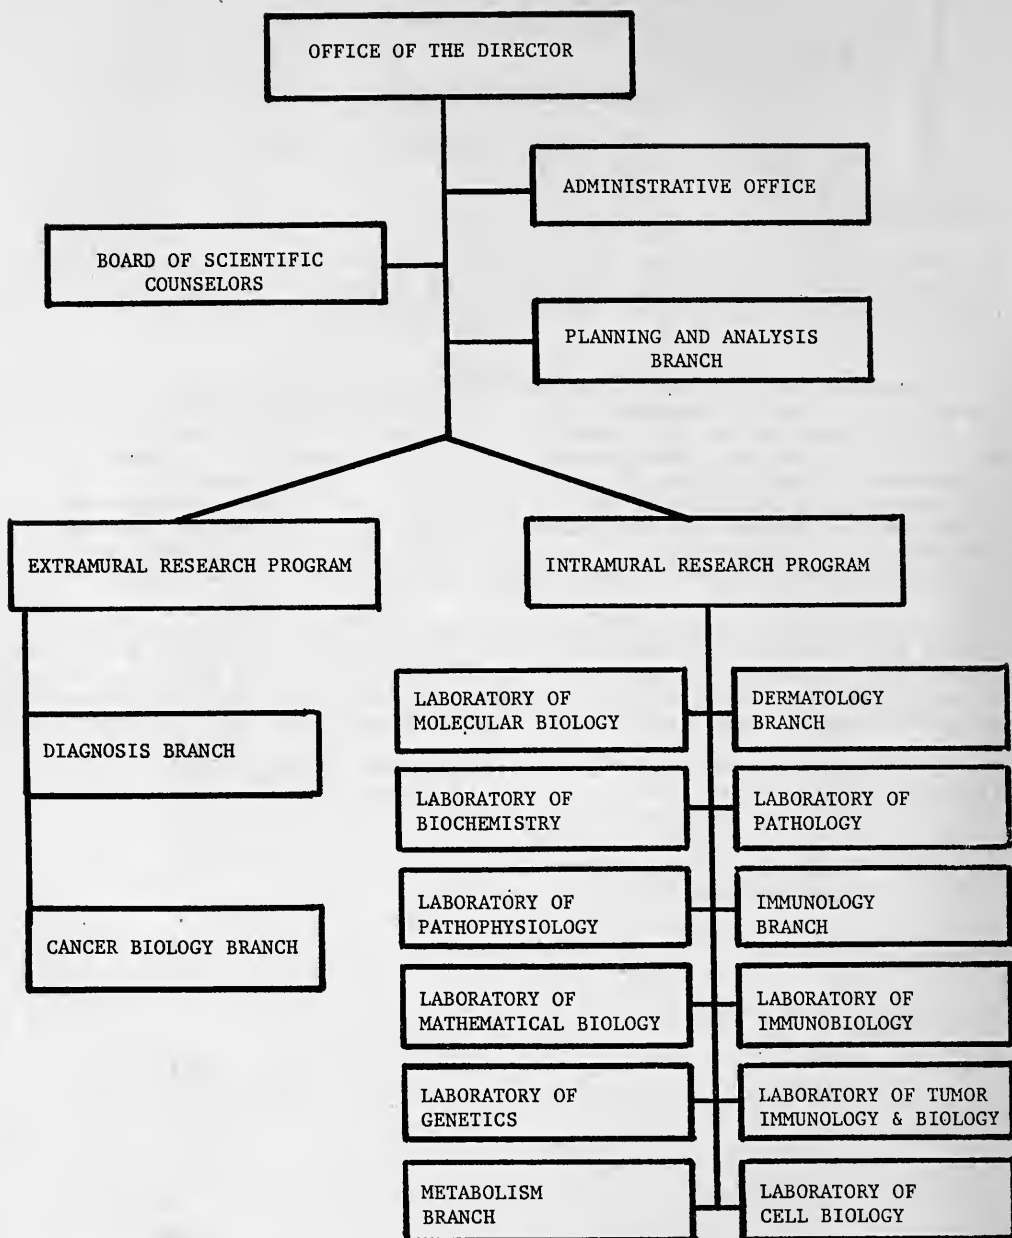 OFFICE OF THE DIRECTOR
ADMINISTRATIVE OFFICE
BOARD OF SCIENTIFIC
COUNSELORS
PLANNING AND ANALYSIS
BRANCH
EXTRAMURAL RESEARCH PROGRAM
INTRAMURAL RESEARCH PROGRAM
DIAGNOSIS BRANCH
CANCER BIOLOGY BRANCH
LABORATORY OF
MOLECULAR BIOLOGY
DERMATOLOGY
BRANCH
LABORATORY OF
BIOCHEMISTRY
LABORATORY OF
PATHOLOGY
LABORATORY OF
PATHOPHYSIOLOGY
IMMUNOLOGY
BRANCH
LABORATORY OF
MATHEMATICAL BIOLOGY
LABORATORY OF
IMMUNOBIOLOGY
LABORATORY OF
GENETICS
LABORATORY OF TUMOR
IMMUNOLOGY & BIOLOGY
METABOLISM
BRANCH
LABORATORY OF
CELL BIOLOGY